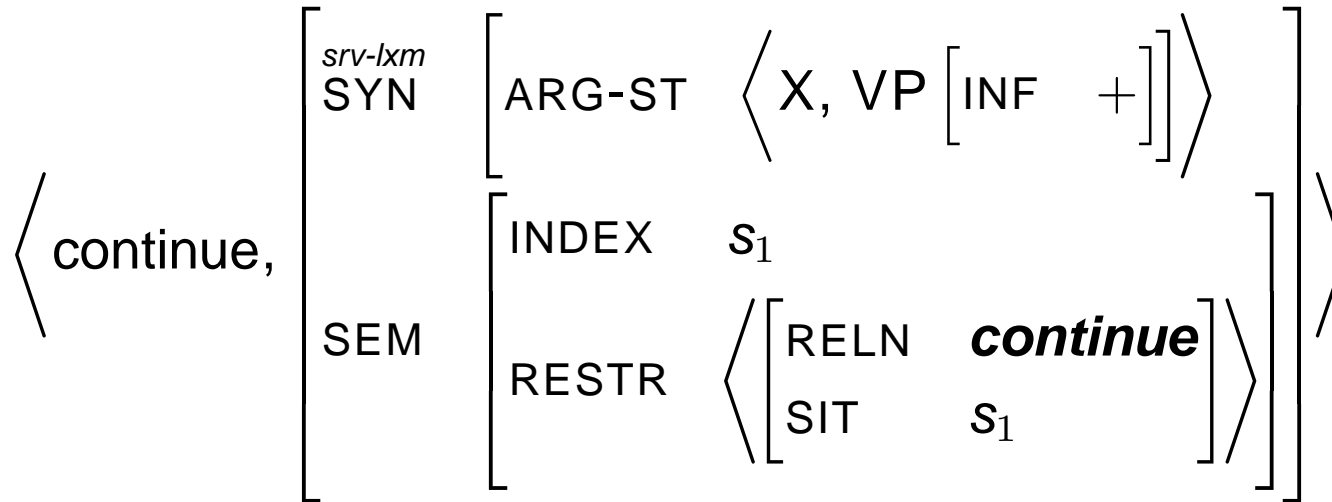 srv-lxm
SYN [ARG-ST ⟨X, VP [INF +]]⟩
⟨continue,
INDEX s₁
SEM
RESTR ⟨[RELN continue
SIT s₁]⟩